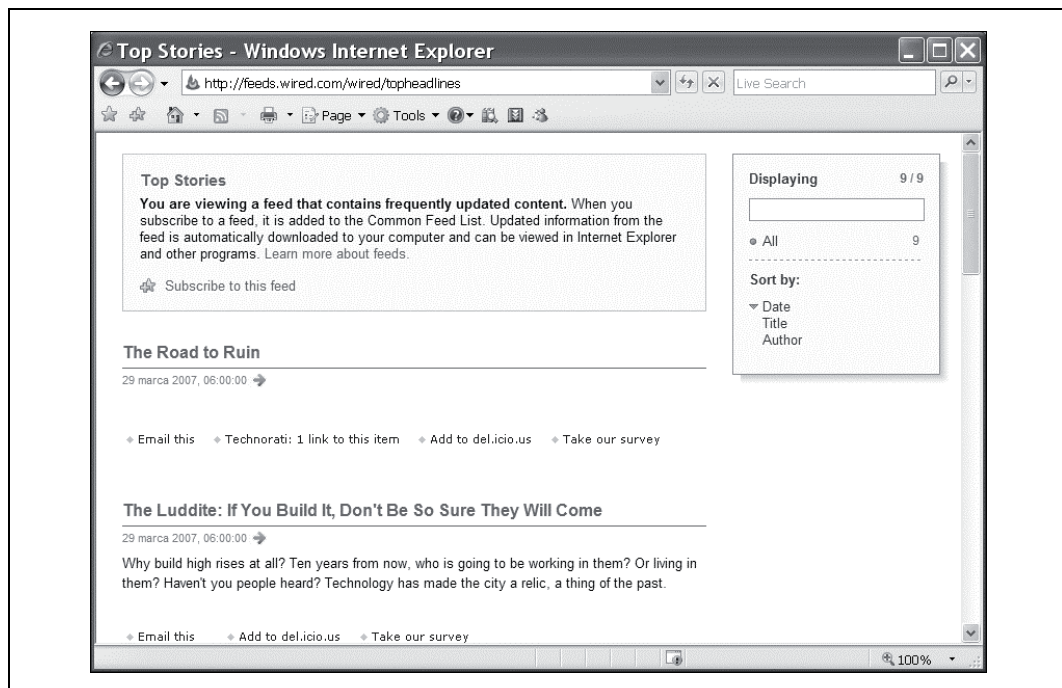 Top Stories - Windows Internet Explorer
http://feeds.wired.com/wired/topheadlines
Live Search
Page
Tools
Top Stories
You are viewing a feed that contains frequently updated content. When you
subscribe to a feed, it is added to the Common Feed List. Updated information from the
feed is automatically downloaded to your computer and can be viewed in Internet Explorer
and other programs. Learn more about feeds.
Subscribe to this feed
The Road to Ruin
29 marca 2007, 06:00:00
Email this
Technorati: 1 link to this item
Add to del.icio.us
Take our survey
The Luddite: If You Build It, Don't Be So Sure They Will Come
29 marca 2007, 06:00:00
Why build high rises at all? Ten years from now, who is going to be working in them? Or living in
them? Haven't you people heard? Technology has made the city a relic, a thing of the past.
Email this
Add to del.icio.us
Take our survey
Displaying 9 / 9
All 9
Sort by:
Date
Title
Author
100%